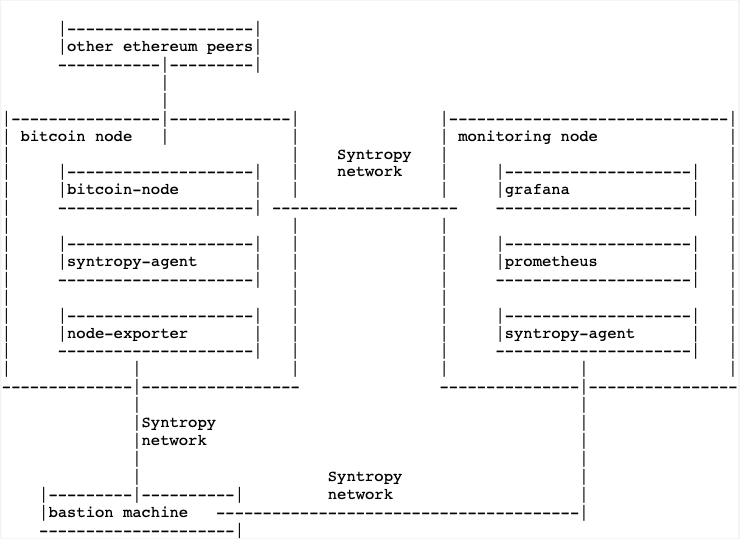 other ethereum peers
bitcoin node
monitoring node
Syntropy
network
bitcoin-node
grafana
syntropy-agent
prometheus
node-exporter
syntropy-agent
Syntropy
network
Syntropy
network
bastion machine